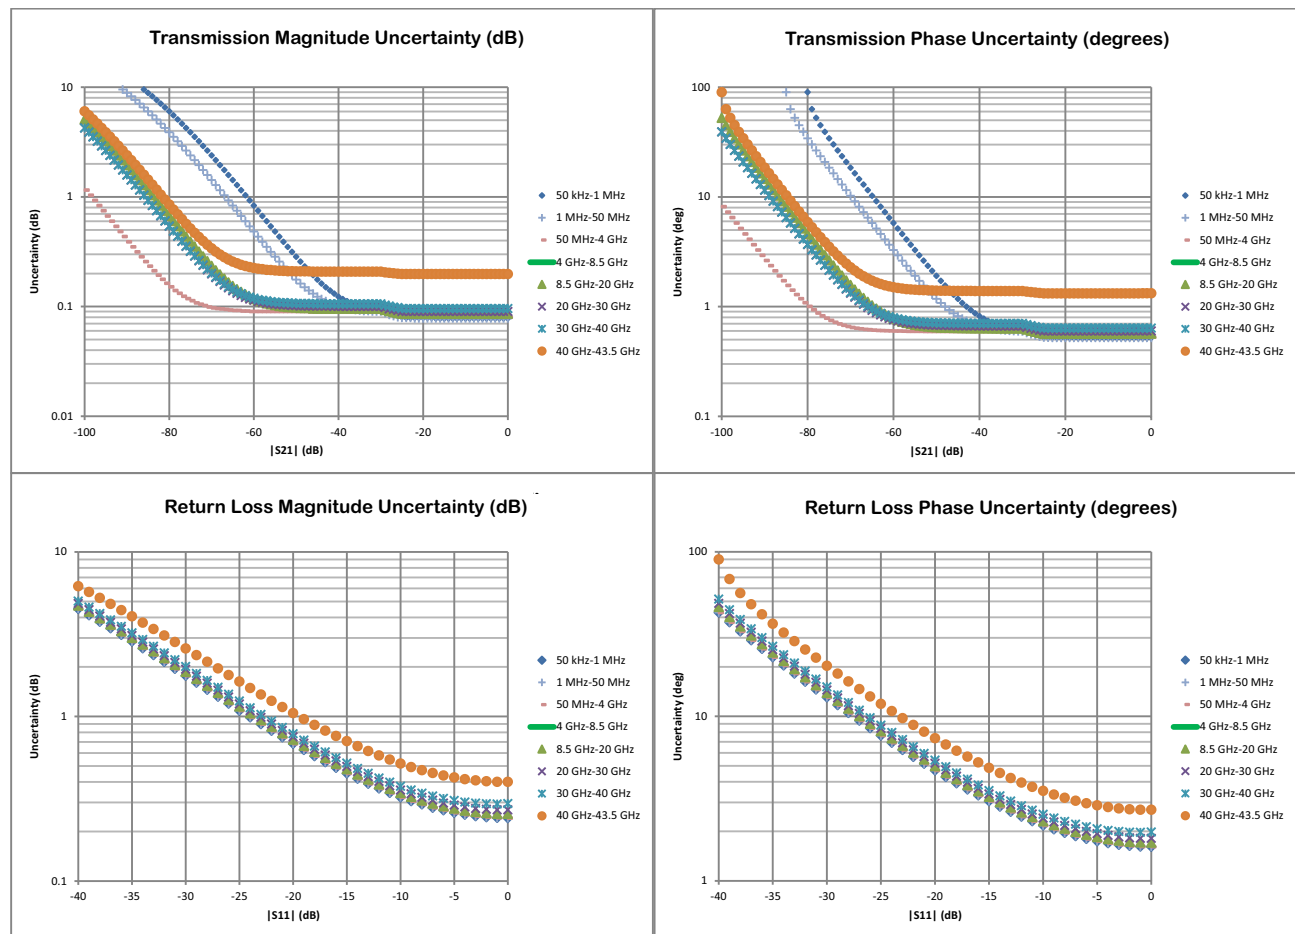 Transmission Magnitude Uncertainty (dB)
10
1
0.1
0.01
Uncertainty (dB)
-100 -80 -60 -40 -20 0
|S21| (dB)
50 kHz-1 MHz
1 MHz-50 MHz
50 MHz-4 GHz
4 GHz-8.5 GHz
8.5 GHz-20 GHz
20 GHz-30 GHz
30 GHz-40 GHz
40 GHz-43.5 GHz
Transmission Phase Uncertainty (degrees)
100
10
1
0.1
Uncertainty (deg)
-100 -80 -60 -40 -20 0
|S21| (dB)
50 kHz-1 MHz
1 MHz-50 MHz
50 MHz-4 GHz
4 GHz-8.5 GHz
8.5 GHz-20 GHz
20 GHz-30 GHz
30 GHz-40 GHz
40 GHz-43.5 GHz
Return Loss Magnitude Uncertainty (dB)
10
1
0.1
Uncertainty (dB)
-40 -35 -30 -25 -20 -15 -10 -5 0
|S11| (dB)
50 kHz-1 MHz
1 MHz-50 MHz
50 MHz-4 GHz
4 GHz-8.5 GHz
8.5 GHz-20 GHz
20 GHz-30 GHz
30 GHz-40 GHz
40 GHz-43.5 GHz
Return Loss Phase Uncertainty (degrees)
100
10
1
Uncertainty (deg)
-40 -35 -30 -25 -20 -15 -10 -5 0
|S11| (dB)
50 kHz-1 MHz
1 MHz-50 MHz
50 MHz-4 GHz
4 GHz-8.5 GHz
8.5 GHz-20 GHz
20 GHz-30 GHz
30 GHz-40 GHz
40 GHz-43.5 GHz